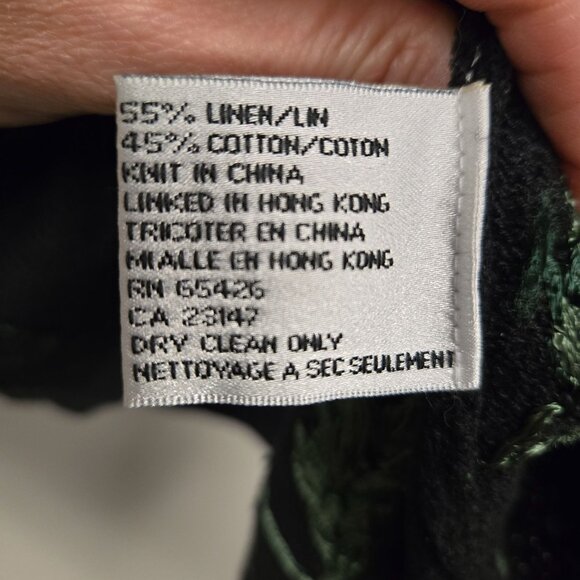 55% LINEN/LIN
45% COTTON/COTON
KNIT IN CHINA
LINKED IN HONG KONG
TRICOTER EN CHINA
MIALLE EN HONG KONG
RN 65426
CA 23147
DRY CLEAN ONLY
NETTOYAGE A SEC SEULEMENT